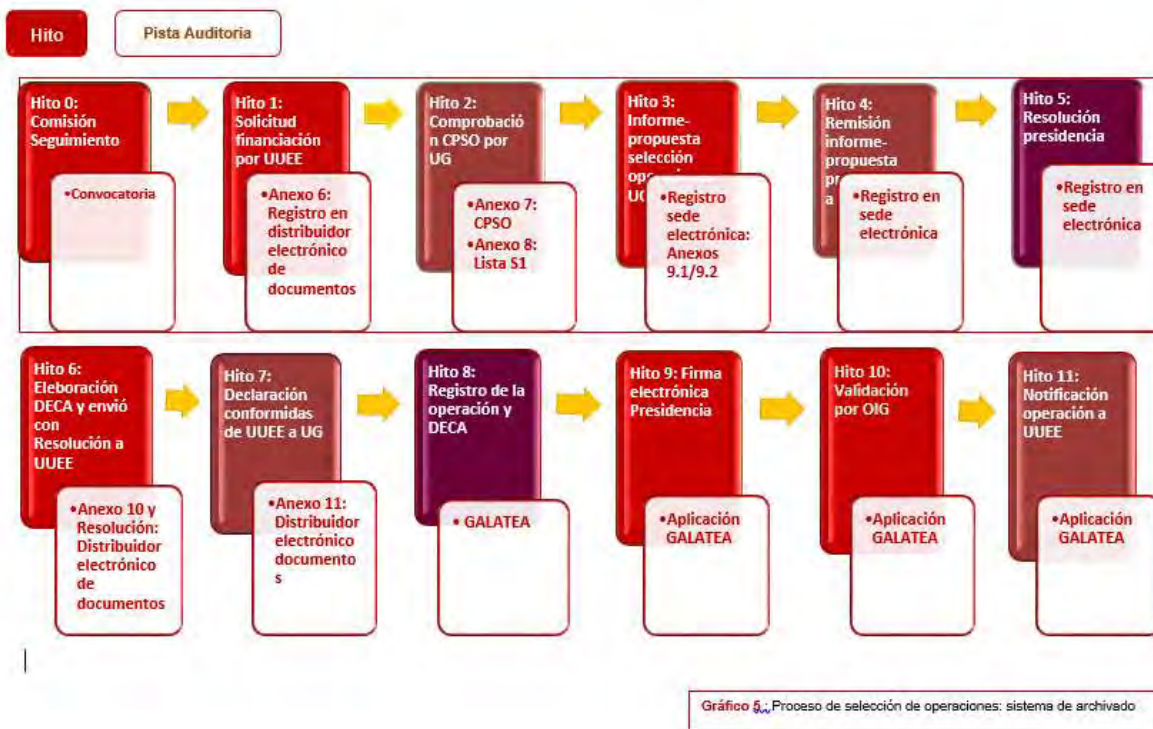 Hito
Pista Auditoria
Hito 0:
Comisión
Seguimiento
•Convocatoria
Hito 1:
Solicitud
financiación
por UUEE
•Anexo 6:
Registro en
distribuidor
electrónico
de
documentos
Hito 2:
Comprobació
n CPSO por
UG
•Anexo 7:
CPSO
•Anexo 8:
Lista S1
Hito 3:
Informe-
propuesta
selección
•Registro
sede
electrónica:
Anexos
9.1/9.2
Hito 4:
Remisión
informe-
propuesta
a
•Registro en
sede
electrónica
Hito 5:
Resolución
presidencia
•Registro en
sede
electrónica
Hito 6:
Eleboración
DECA y envió
con
Resolución a
UUEE
•Anexo 10 y
Resolución:
Distribuidor
electrónico
de
documentos
Hito 7:
Declaración
conformidas
de UUEE a UG
•Anexo 11:
Distribuidor
electrónico
documento
s
Hito 8:
Registro de la
operación y
DECA
• GALATEA
Hito 9: Firma
electrónica
Presidencia
•Aplicación
GALATEA
Hito 10:
Validación
por OIG
•Aplicación
GALATEA
Hito 11:
Notificación
operación a
UUEE
•Aplicación
GALATEA
Gráfico 5.: Proceso de selección de operaciones: sistema de archivado